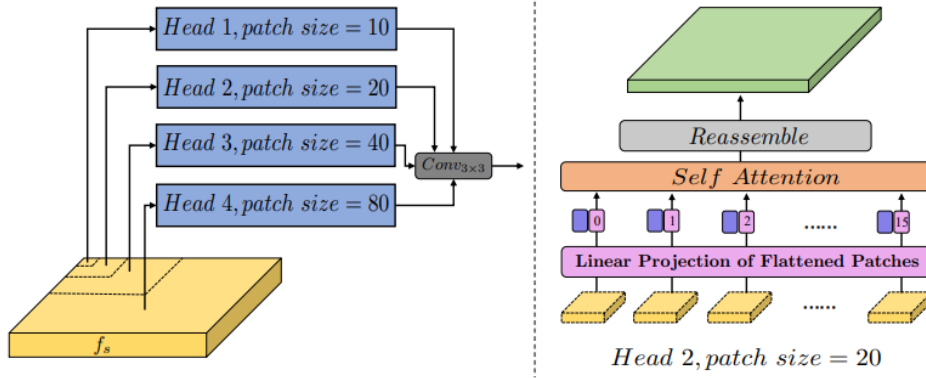 Head 1, patch size = 10
Head 2, patch size = 20
Head 3, patch size = 40
Head 4, patch size = 80
Conv3×3
fs
Reassemble
Self Attention
0 1 2 ...... 15
Linear Projection of Flattened Patches
......
Head 2, patch size = 20